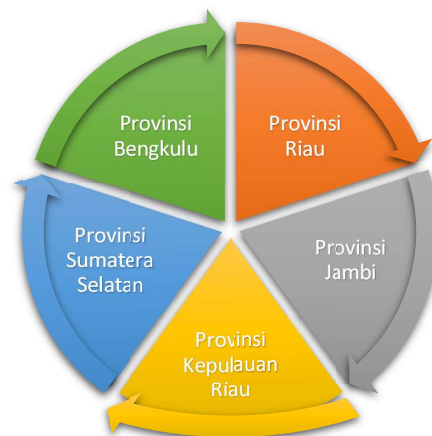 Provinsi
Bengkulu
Provinsi
Riau
Provinsi
Jambi
Provinsi
Kepulauan
Riau
Provinsi
Sumatera
Selatan